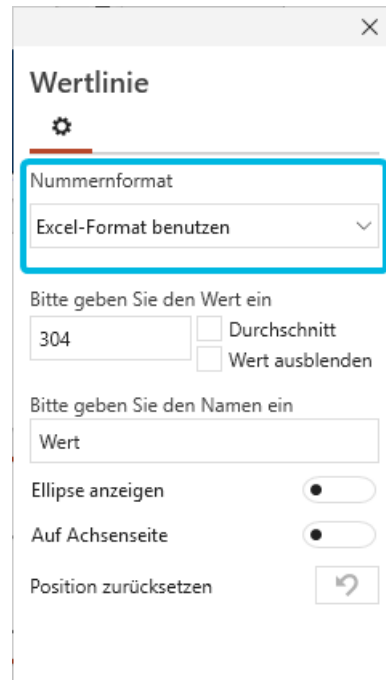 Wertlinie
Nummernformat
Excel-Format benutzen
Bitte geben Sie den Wert ein
304
Durchschnitt
Wert ausblenden
Bitte geben Sie den Namen ein
Wert
Ellipse anzeigen
Auf Achsenseite
Position zurücksetzen